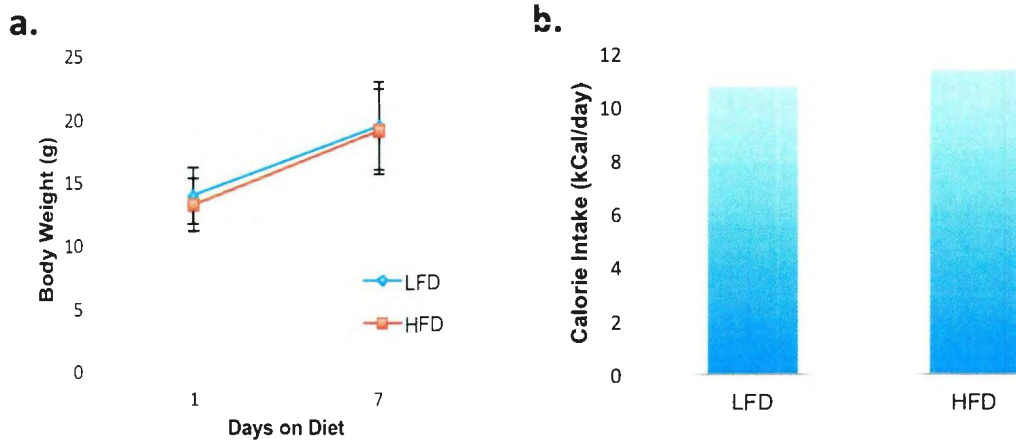 a.
25
20
15
10
5
0
Body Weight (g)
1
7
Days on Diet
LFD
HFD
b.
12
10
8
6
4
2
0
Calorie Intake (kCal/day)
LFD
HFD